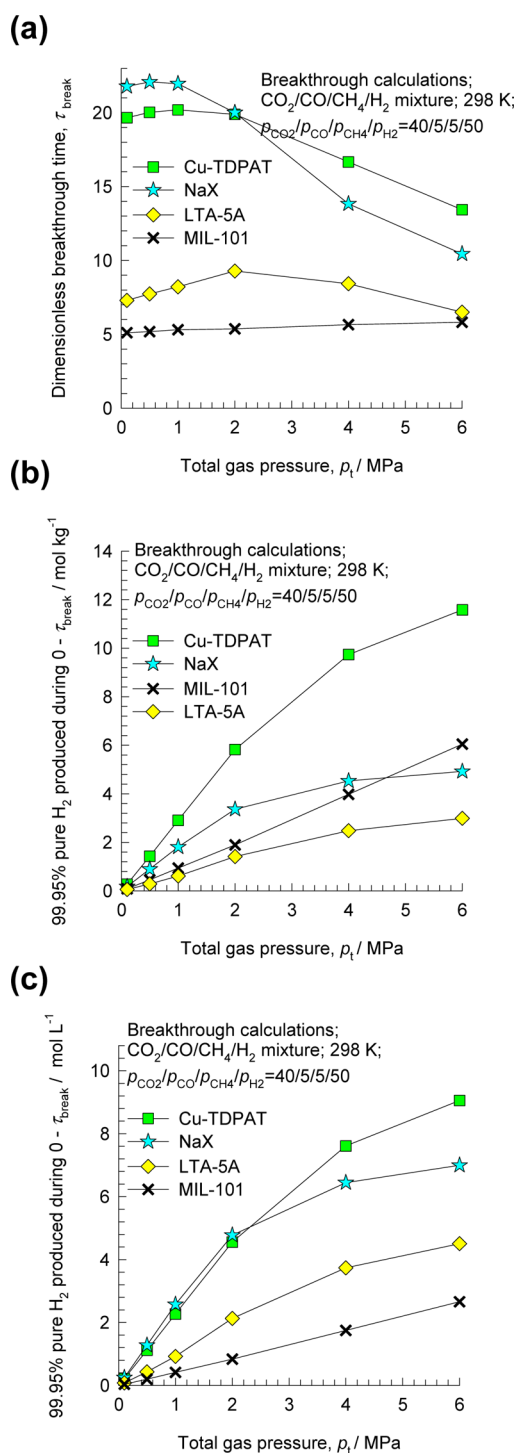 (a)
Dimensionless breakthrough time, τ break
20
15
10
5
0
Breakthrough calculations;
CO2/CO/CH4/H2 mixture; 298 K;
pCO2/pCO/pCH4/pH2=40/5/5/50
Cu-TDPAT
NaX
LTA-5A
MIL-101
0 1 2 3 4 5 6
Total gas pressure, pt / MPa
(b)
99.95% pure H2 produced during 0 - τbreak / mol kg-1
14
12
10
8
6
4
2
0
Breakthrough calculations;
CO2/CO/CH4/H2 mixture; 298 K;
pCO2/pCO/pCH4/pH2=40/5/5/50
Cu-TDPAT
NaX
MIL-101
LTA-5A
0 1 2 3 4 5 6
Total gas pressure, pt / MPa
(c)
99.95% pure H2 produced during 0 - τbreak / mol L-1
10
8
6
4
2
0
Breakthrough calculations;
CO2/CO/CH4/H2 mixture; 298 K;
pCO2/pCO/pCH4/pH2=40/5/5/50
Cu-TDPAT
NaX
LTA-5A
MIL-101
0 1 2 3 4 5 6
Total gas pressure, pt / MPa